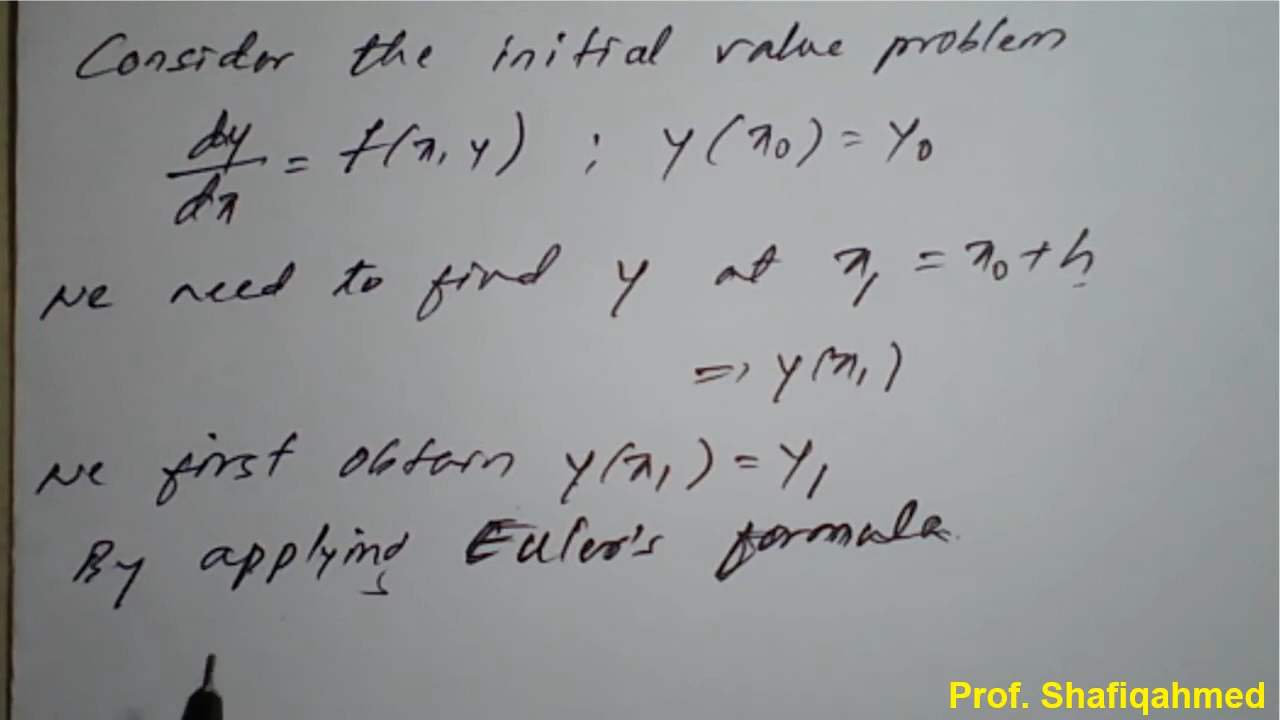 Consider the initial value problem
dy/dx = f(x, y) ; y(x₀) = y₀
We need to find y at x₁ = x₀ + h
=> y(x₁)
We first obtain y(x₁) = y₁
By applying Euler's formula.
Prof. Shafiqahmed